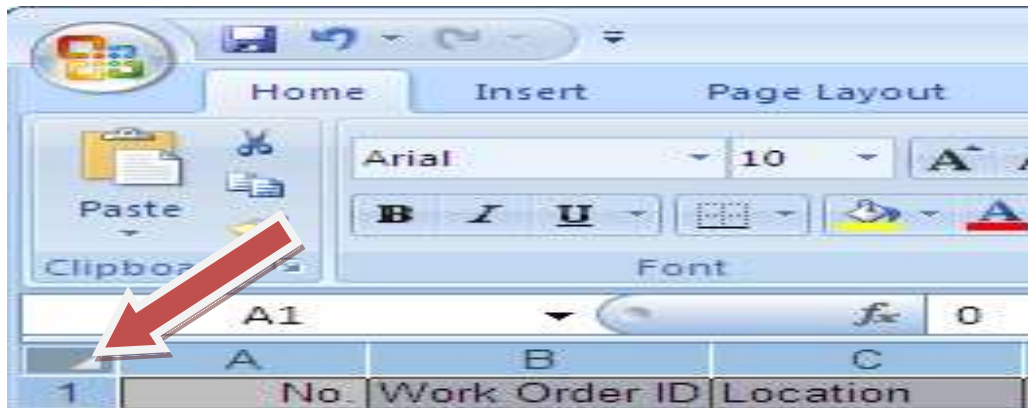 Home Insert Page Layout
Arial 10 A
Paste
B I U A
Font
A1 fx 0
A B C
1 No. Work Order ID Location